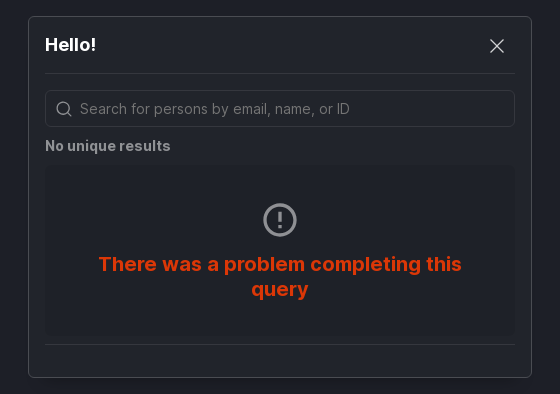 Hello!
Search for persons by email, name, or ID
No unique results
There was a problem completing this
query